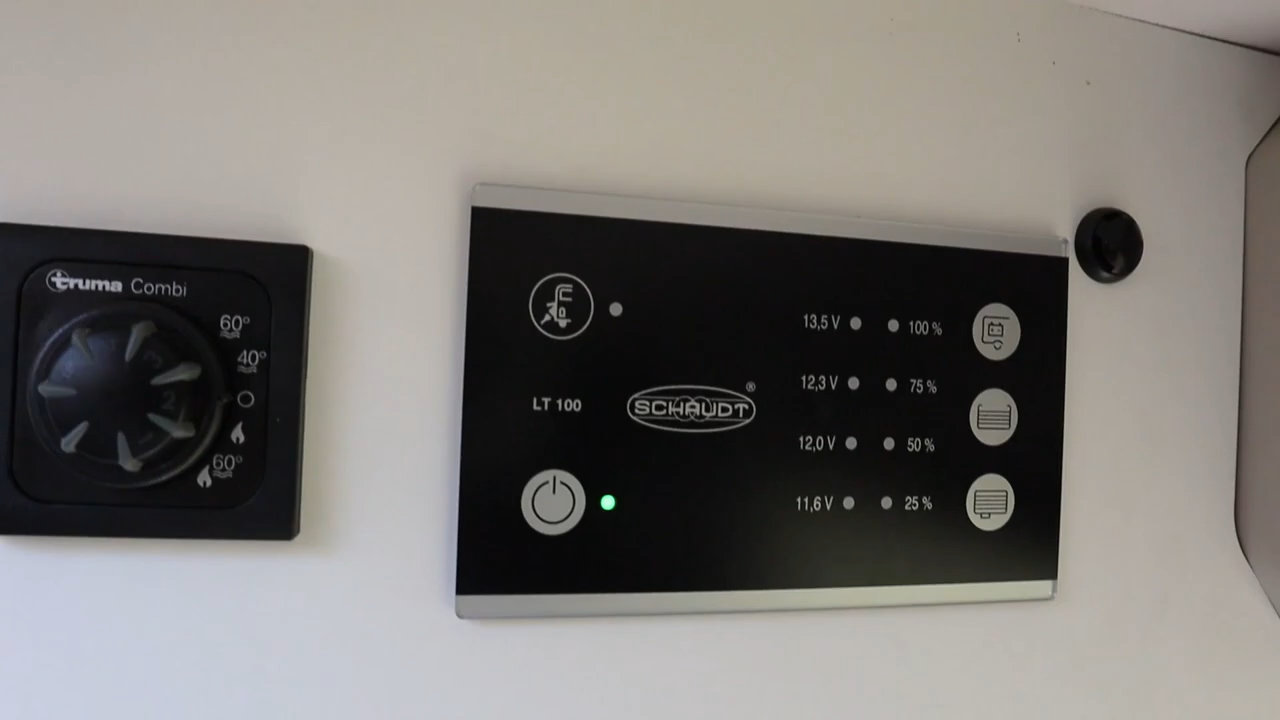 truma Combi
60°
40°
60°
LT 100
SCHAUDT ®
13,5 V 100 %
12,3 V 75 %
12,0 V 50 %
11,6 V 25 %